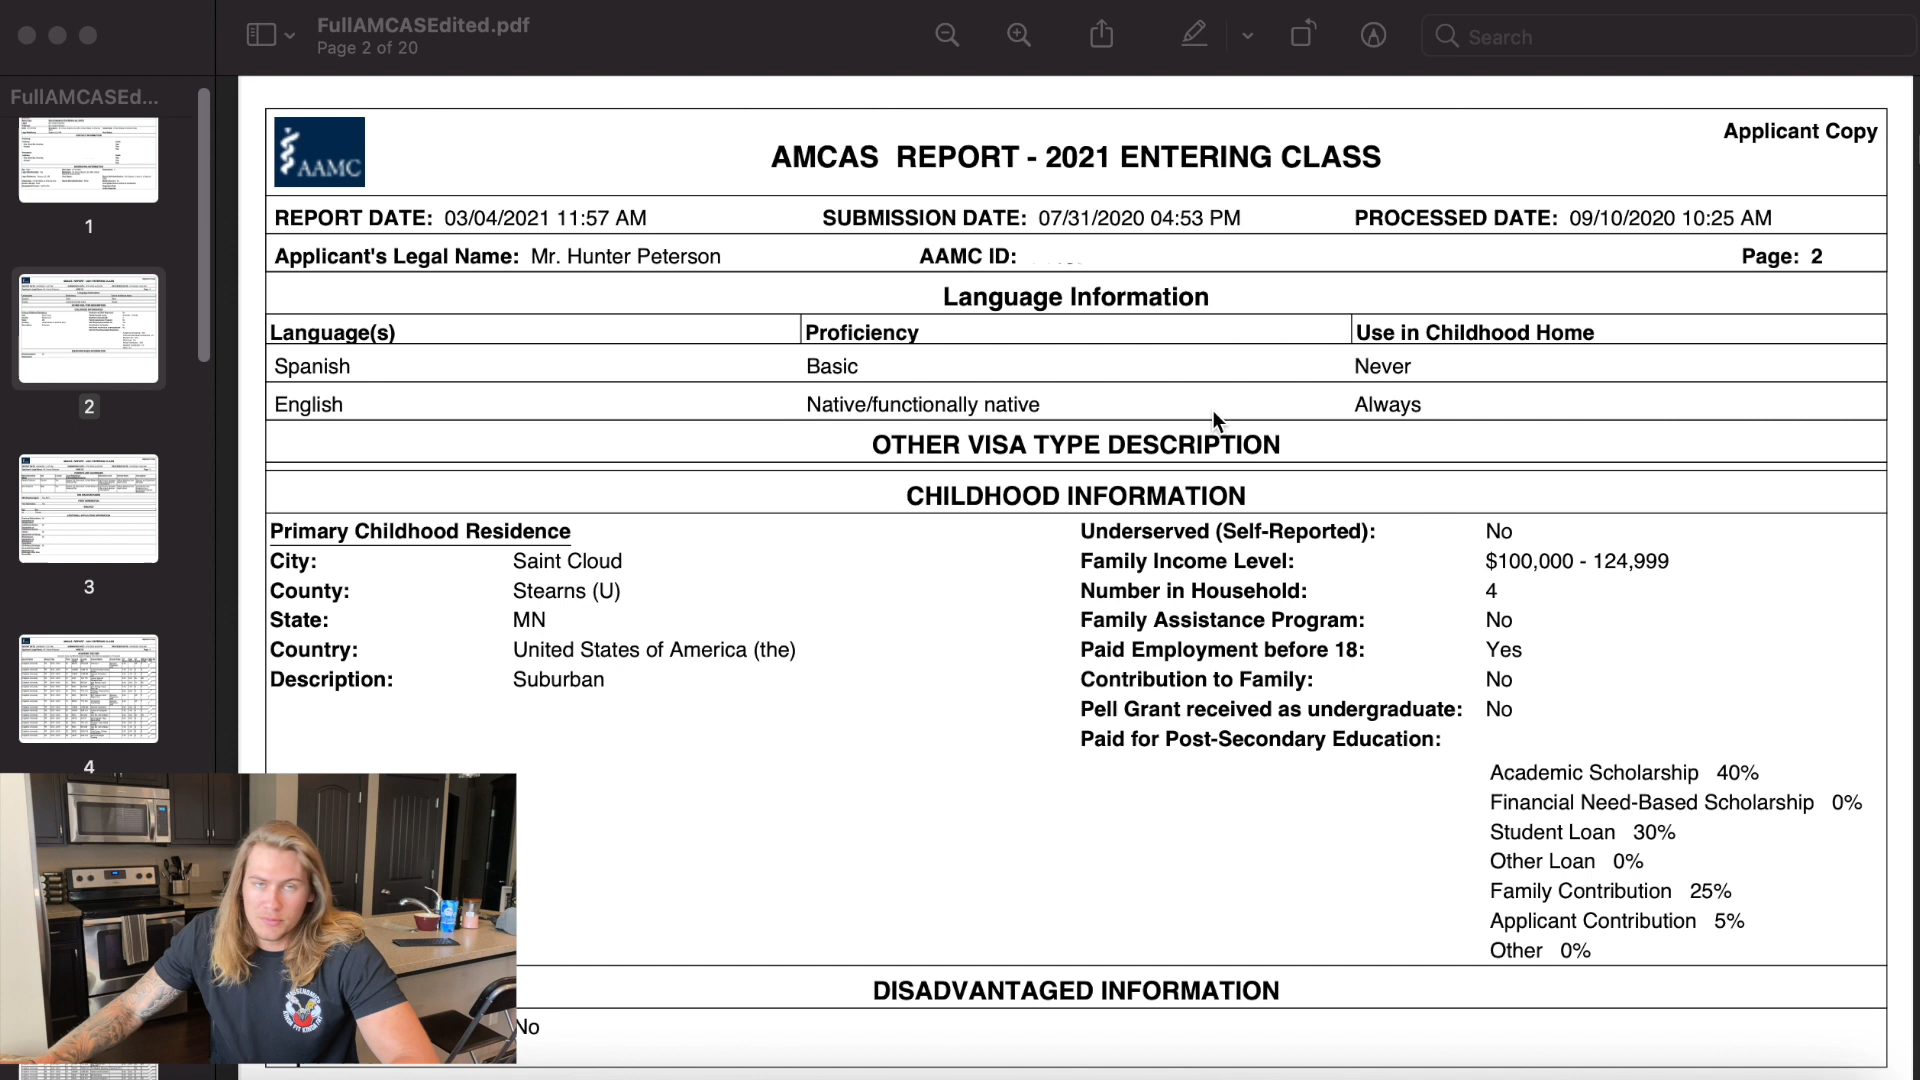 FullAMCASEdited.pdf
Page 2 of 20
Search
FullAMCASEd...
1
2
3
4
AAMC
Applicant Copy
AMCAS REPORT - 2021 ENTERING CLASS
REPORT DATE: 03/04/2021 11:57 AM SUBMISSION DATE: 07/31/2020 04:53 PM PROCESSED DATE: 09/10/2020 10:25 AM
Applicant's Legal Name: Mr. Hunter Peterson AAMC ID: Page: 2
Language Information
Language(s) Proficiency Use in Childhood Home
Spanish Basic Never
English Native/functionally native Always
OTHER VISA TYPE DESCRIPTION
CHILDHOOD INFORMATION
Primary Childhood Residence Underserved (Self-Reported): No
City: Saint Cloud Family Income Level: $100,000 - 124,999
County: Stearns (U) Number in Household: 4
State: MN Family Assistance Program: No
Country: United States of America (the) Paid Employment before 18: Yes
Description: Suburban Contribution to Family: No
Pell Grant received as undergraduate: No
Paid for Post-Secondary Education:
Academic Scholarship 40%
Financial Need-Based Scholarship 0%
Student Loan 30%
Other Loan 0%
Family Contribution 25%
Applicant Contribution 5%
Other 0%
DISADVANTAGED INFORMATION
No